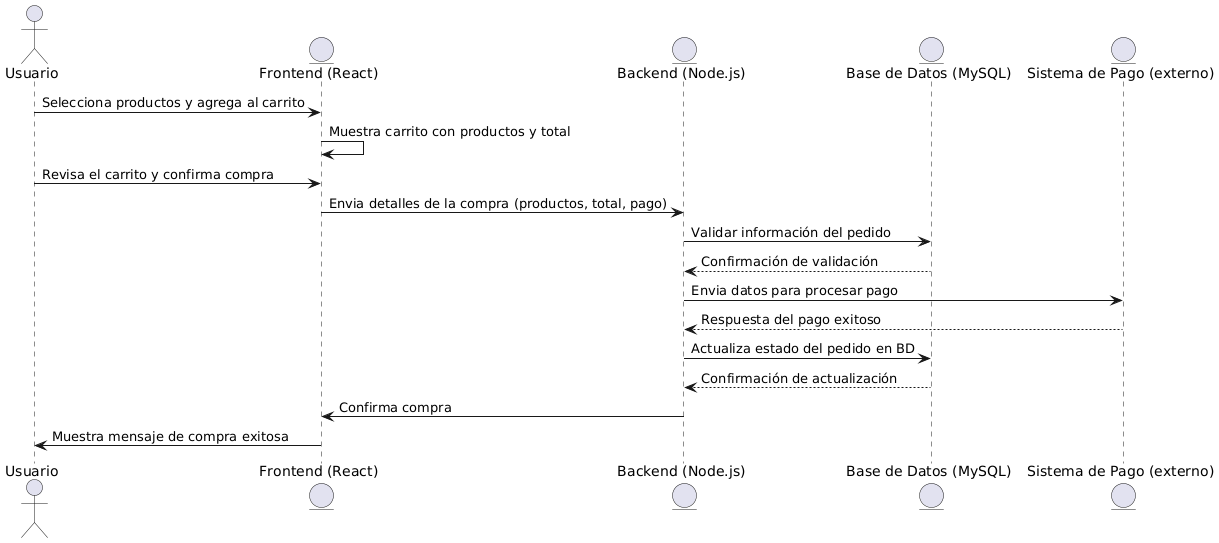 Usuario
Frontend (React)
Backend (Node.js)
Base de Datos (MySQL)
Sistema de Pago (externo)
Selecciona productos y agrega al carrito
Muestra carrito con productos y total
Revisa el carrito y confirma compra
Envia detalles de la compra (productos, total, pago)
Validar información del pedido
Confirmación de validación
Envia datos para procesar pago
Respuesta del pago exitoso
Actualiza estado del pedido en BD
Confirmación de actualización
Confirma compra
Muestra mensaje de compra exitosa
Usuario
Frontend (React)
Backend (Node.js)
Base de Datos (MySQL)
Sistema de Pago (externo)